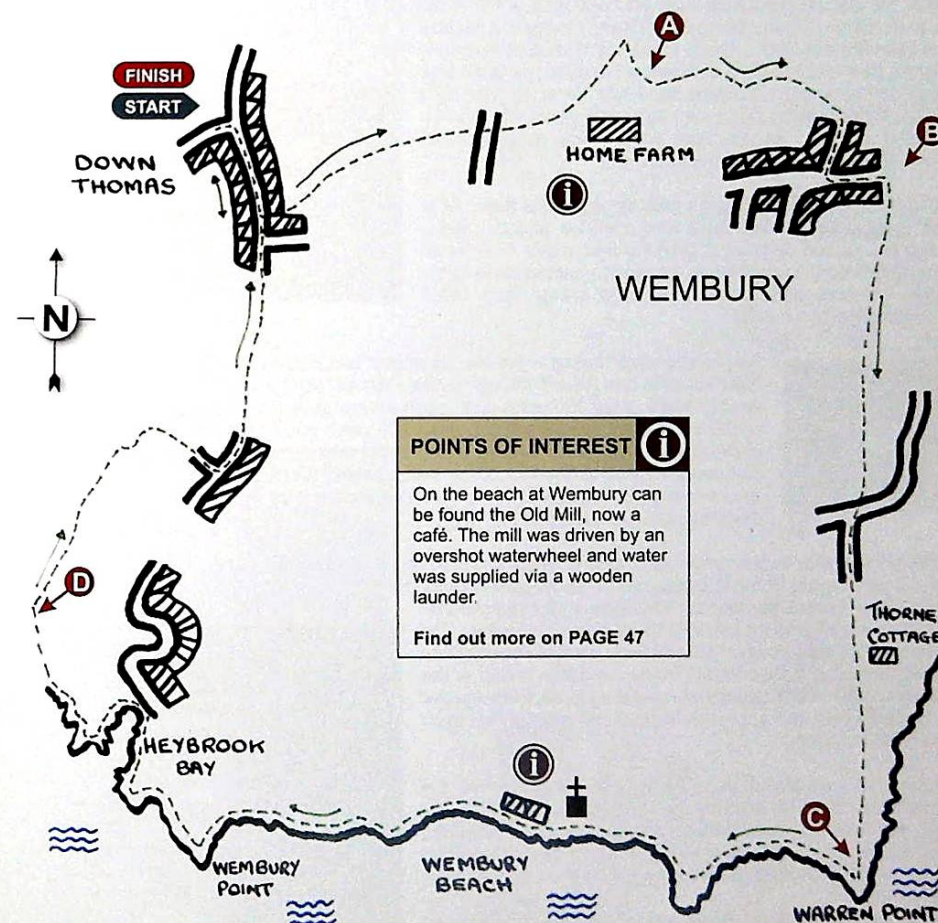 A
FINISH
START
B
DOWN
THOMAS
HOME FARM
i
WEMBURY
N
POINTS OF INTEREST i
On the beach at Wembury can
be found the Old Mill, now a
café. The mill was driven by an
overshot waterwheel and water
was supplied via a wooden
launder.
Find out more on PAGE 47
D
THORNE
COTTAGE
HEYBROOK
BAY
i
C
WEMBURY
POINT
WEMBURY
BEACH
WARREN POINT